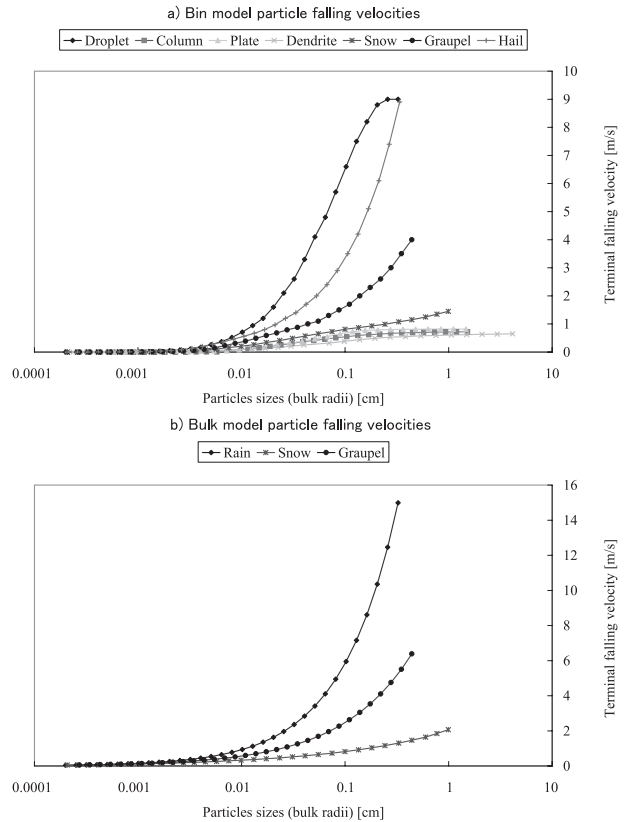 a) Bin model particle falling velocities
Droplet Column Plate Dendrite Snow Graupel Hail
10
9
8
7
6
5
4
3
2
1
0
Terminal falling velocity [m/s]
0.0001 0.001 0.01 0.1 1 10
Particles sizes (bulk radii) [cm]
b) Bulk model particle falling velocities
Rain Snow Graupel
16
14
12
10
8
6
4
2
0
Terminal falling velocity [m/s]
0.0001 0.001 0.01 0.1 1 10
Particles sizes (bulk radii) [cm]